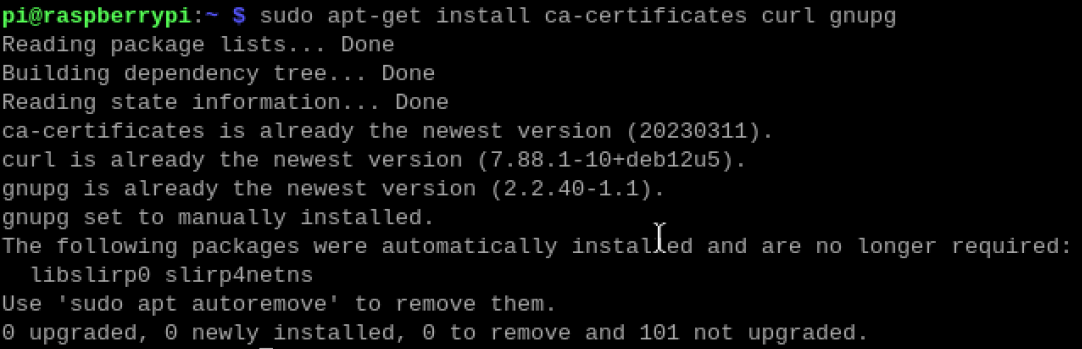 pi@raspberrypi:~ $ sudo apt-get install ca-certificates curl gnupg
Reading package lists... Done
Building dependency tree... Done
Reading state information... Done
ca-certificates is already the newest version (20230311).
curl is already the newest version (7.88.1-10+deb12u5).
gnupg is already the newest version (2.2.40-1.1).
gnupg set to manually installed.
The following packages were automatically installed and are no longer required:
  libslirp0 slirp4netns
Use 'sudo apt autoremove' to remove them.
0 upgraded, 0 newly installed, 0 to remove and 101 not upgraded.